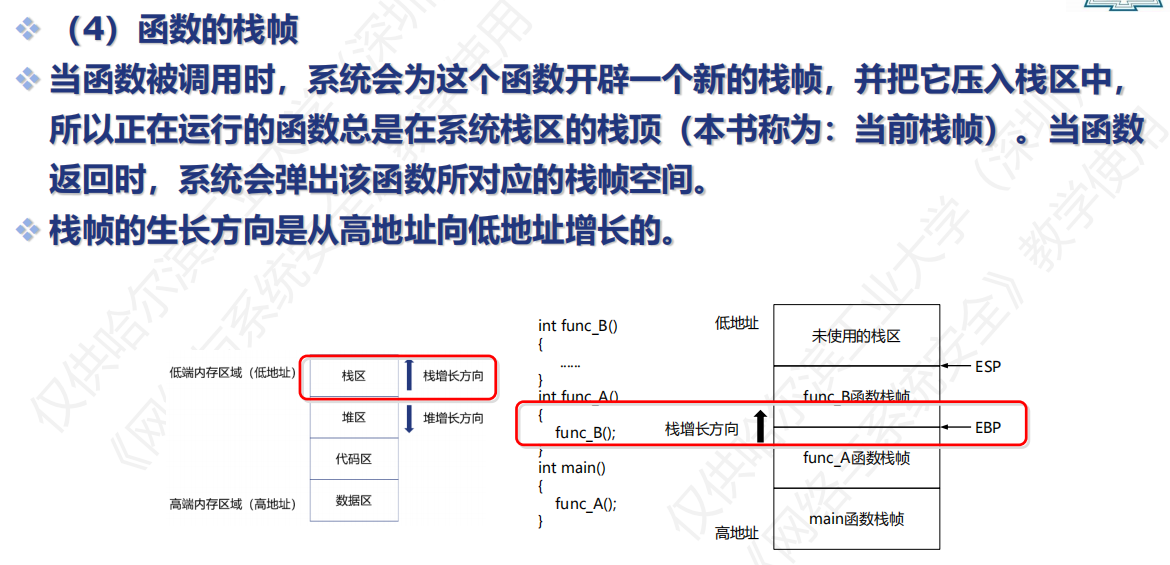 （4）函数的栈帧
当函数被调用时，系统会为这个函数开辟一个新的栈帧，并把它压入栈区中，
所以正在运行的函数总是在系统栈区的栈顶（本书称为：当前栈帧）。当函数
返回时，系统会弹出该函数所对应的栈帧空间。
栈帧的生长方向是从高地址向低地址增长的。
低端内存区域（低地址）
栈区
栈增长方向
堆区
堆增长方向
代码区
高端内存区域（高地址）
数据区
int func_B()
{
......
}
int func_A()
{
func_B();
}
int main()
{
func_A();
}
低地址
未使用的栈区
ESP
func_B函数栈帧
栈增长方向
EBP
func_A函数栈帧
main函数栈帧
高地址
仅供哈尔滨工业大学（深圳）
《网络与系统安全》教学使用